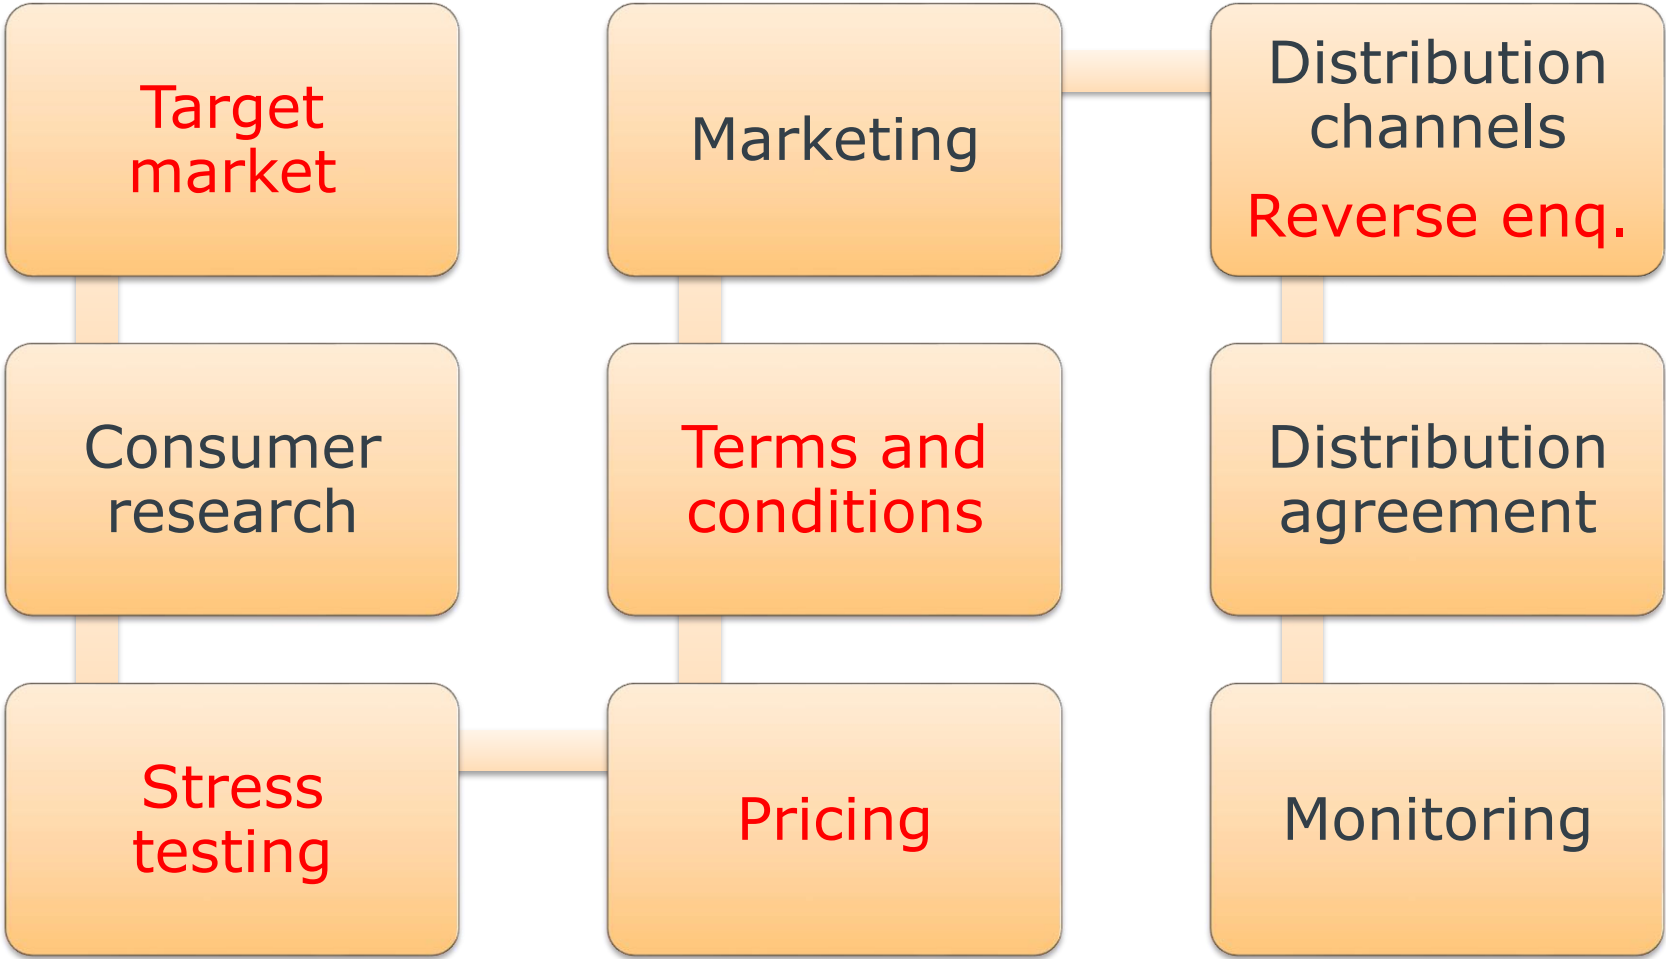 Target
market
Consumer
research
Stress
testing
Pricing
Terms and
conditions
Marketing
Distribution
channels
Reverse enq.
Distribution
agreement
Monitoring